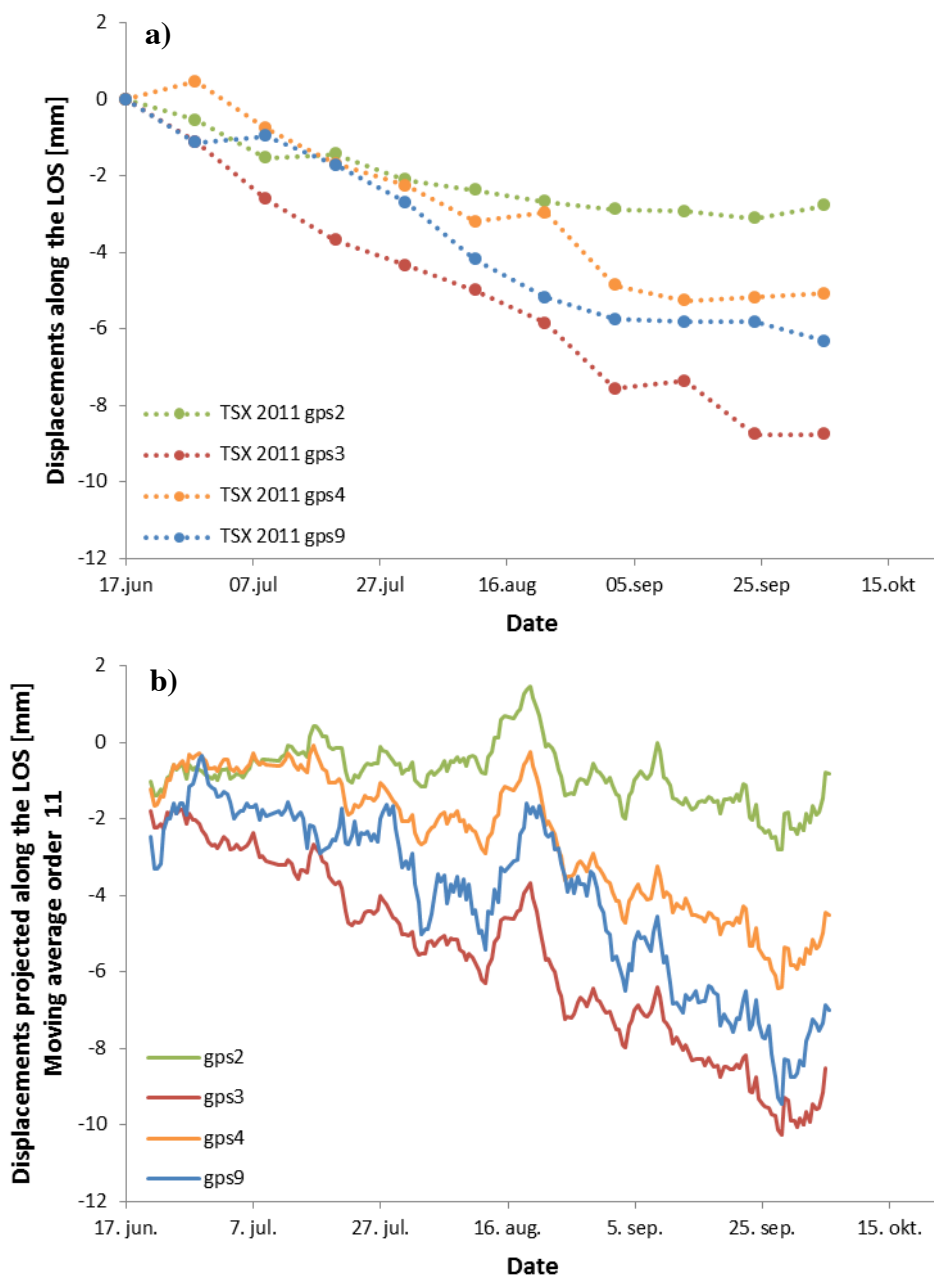 a)
Displacements along the LOS [mm]
2
0
-2
-4
-6
-8
-10
-12
TSX 2011 gps2
TSX 2011 gps3
TSX 2011 gps4
TSX 2011 gps9
17.jun 07.jul 27.jul 16.aug 05.sep 25.sep 15.okt
Date
b)
Displacements projected along the LOS [mm]
Moving average order 11
2
0
-2
-4
-6
-8
-10
-12
gps2
gps3
gps4
gps9
17. jun. 7. jul. 27. jul. 16. aug. 5. sep. 25. sep. 15. okt.
Date